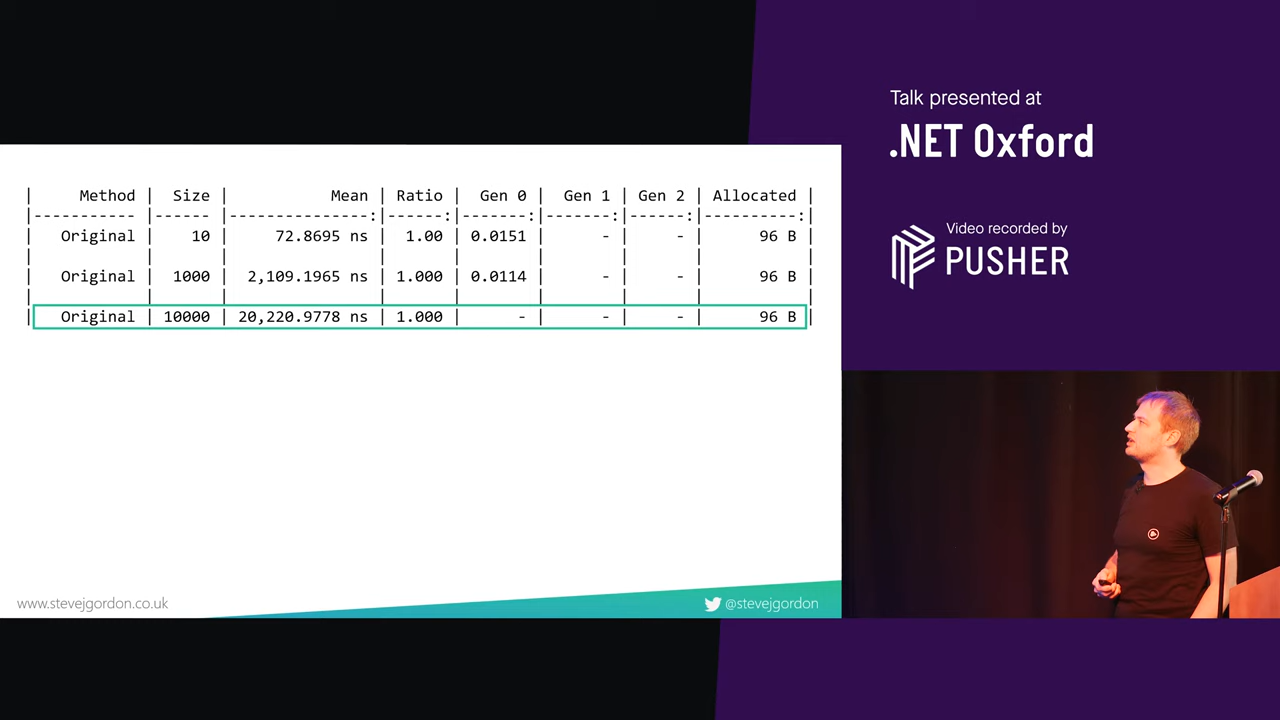 Talk presented at
.NET Oxford
Video recorded by
PUSHER
| Method | Size | Mean | Ratio | Gen 0 | Gen 1 | Gen 2 | Allocated |
|----------- |------ |---------------:|------:|-------:|-------:|------:|----------:|
| Original | 10 | 72.8695 ns | 1.00 | 0.0151 | - | - | 96 B |
| | | | | | | | |
| Original | 1000 | 2,109.1965 ns | 1.000 | 0.0114 | - | - | 96 B |
| | | | | | | | |
| Original | 10000 | 20,220.9778 ns | 1.000 | - | - | - | 96 B |
www.stevejgordon.co.uk
@stevejgordon